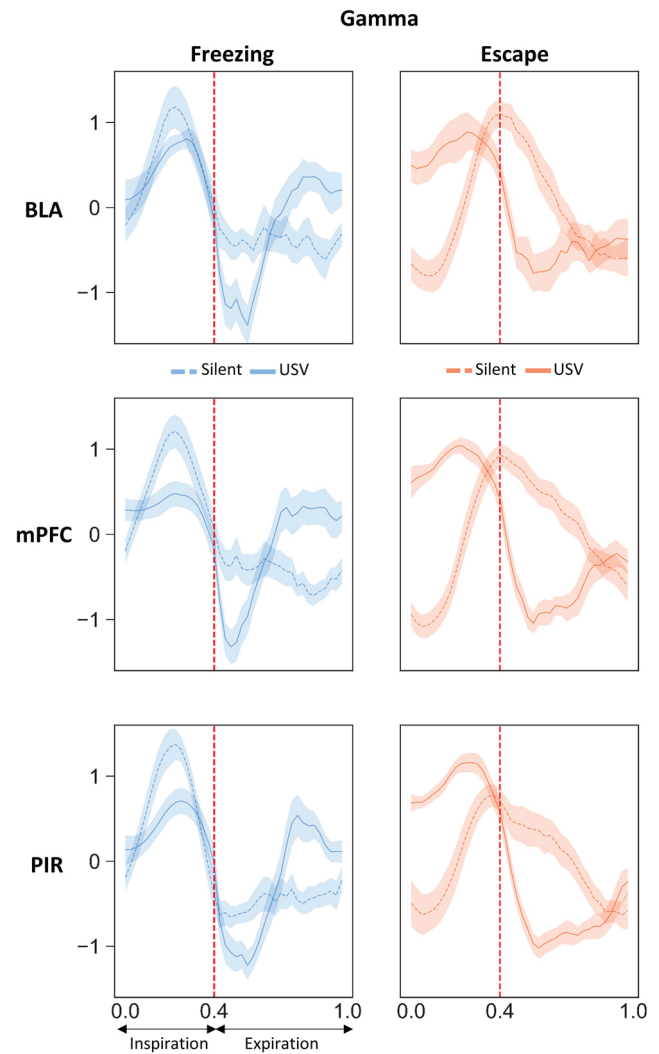 Gamma
Freezing Escape
1
BLA 0
−1
Silent USV Silent USV
1
mPFC 0
−1
1
PIR 0
−1
0.0 0.4 1.0 0.0 0.4 1.0
Inspiration Expiration